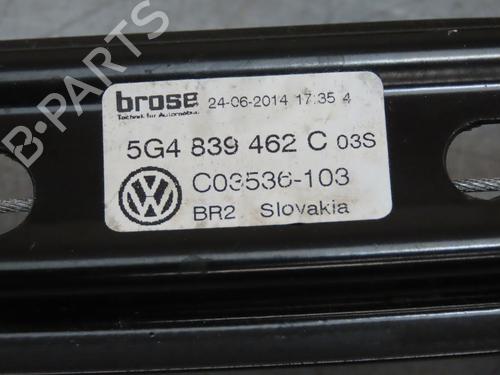 brose 24-06-2014 17:35 4
Technik für Automobile
5G4 839 462 C 03S
C03536-103
BR2 Slovakia
B-PARTS